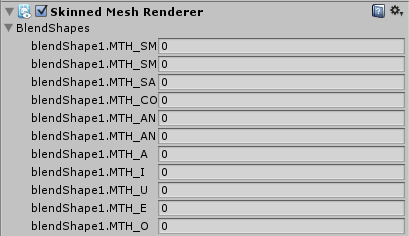 Skinned Mesh Renderer
BlendShapes
blendShape1.MTH_SM 0
blendShape1.MTH_SM 0
blendShape1.MTH_SA 0
blendShape1.MTH_CO 0
blendShape1.MTH_AN 0
blendShape1.MTH_AN 0
blendShape1.MTH_A 0
blendShape1.MTH_I 0
blendShape1.MTH_U 0
blendShape1.MTH_E 0
blendShape1.MTH_O 0